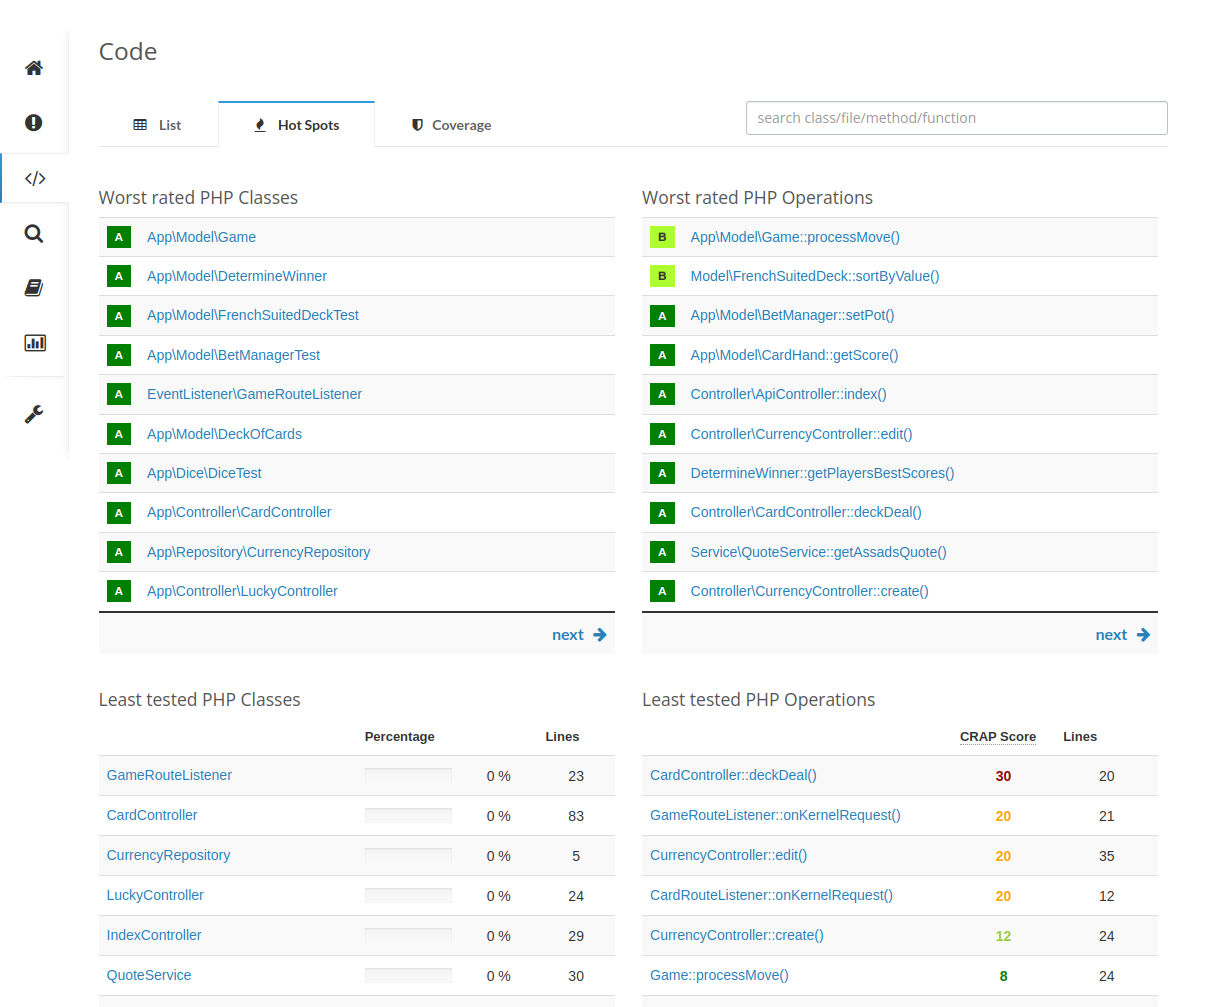 Code
List
Hot Spots
Coverage
search class/file/method/function
Worst rated PHP Classes
A App\Model\Game
A App\Model\DetermineWinner
A App\Model\FrenchSuitedDeckTest
A App\Model\BetManagerTest
A EventListener\GameRouteListener
A App\Model\DeckOfCards
A App\Dice\DiceTest
A App\Controller\CardController
A App\Repository\CurrencyRepository
A App\Controller\LuckyController
next
Worst rated PHP Operations
B App\Model\Game::processMove()
B Model\FrenchSuitedDeck::sortByValue()
A App\Model\BetManager::setPot()
A App\Model\CardHand::getScore()
A Controller\ApiController::index()
A Controller\CurrencyController::edit()
A DetermineWinner::getPlayersBestScores()
A Controller\CardController::deckDeal()
A Service\QuoteService::getAssadsQuote()
A Controller\CurrencyController::create()
next
Least tested PHP Classes
Percentage Lines
GameRouteListener 0 % 23
CardController 0 % 83
CurrencyRepository 0 % 5
LuckyController 0 % 24
IndexController 0 % 29
QuoteService 0 % 30
Least tested PHP Operations
CRAP Score Lines
CardController::deckDeal() 30 20
GameRouteListener::onKernelRequest() 20 21
CurrencyController::edit() 20 35
CardRouteListener::onKernelRequest() 20 12
CurrencyController::create() 12 24
Game::processMove() 8 24